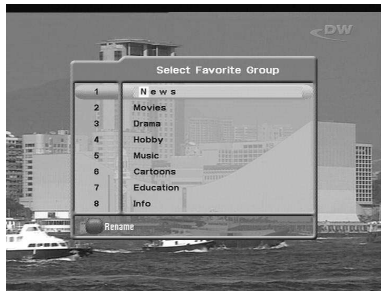 DW
Select Favorite Group
1 News
2 Movies
3 Drama
4 Hobby
5 Music
6 Cartoons
7 Education
8 Info
Rename